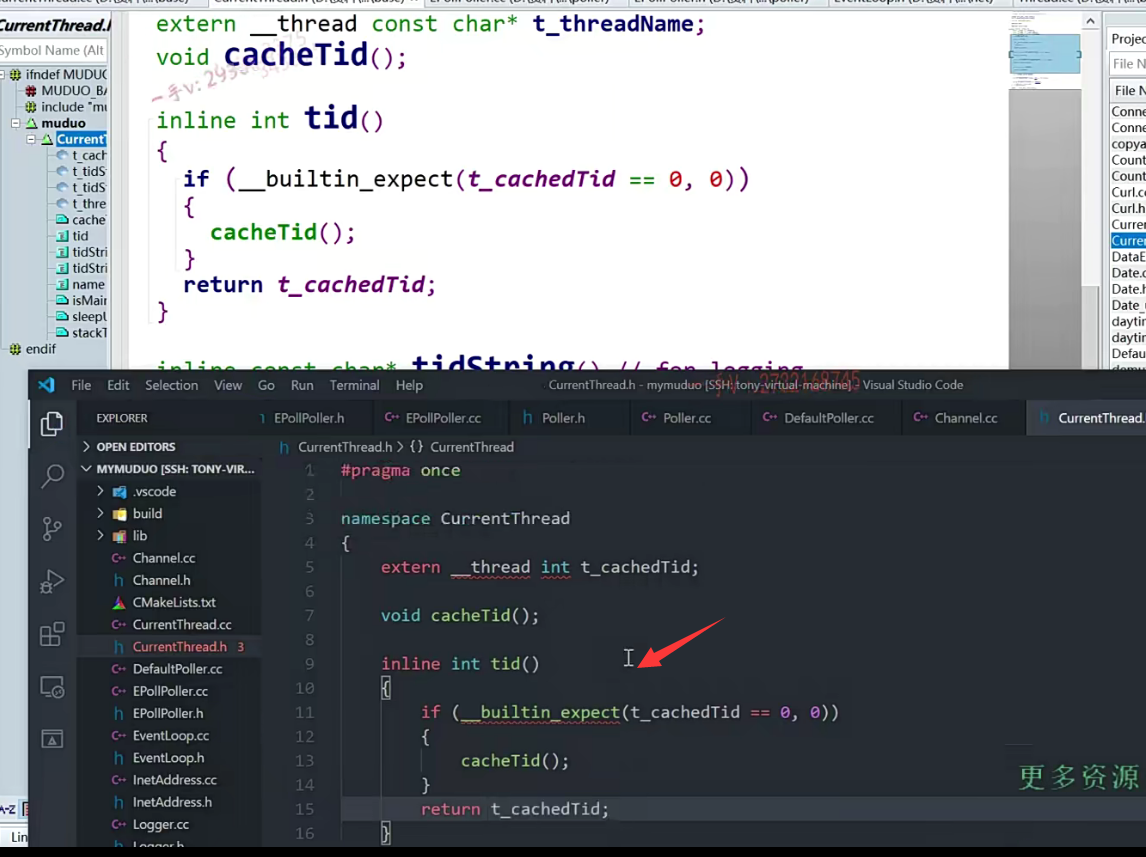 CurrentThread.h
Symbol Name (Alt
ifndef MUDUO
MUDUO_BA
include "mu
muduo
CurrentT
t_cach
t_tidS
t_tidS
t_thre
cacheT
tid
tidStri
tidStri
name
isMain
sleepU
stackT
endif
extern __thread const char* t_threadName;
void cacheTid();
inline int tid()
{
if (__builtin_expect(t_cachedTid == 0, 0))
{
cacheTid();
}
return t_cachedTid;
}
inline const char* tidString() // for logging
Projec
File N
File N
Conne
Conne
copya
Count
Count
Curl.c
Curl.h
Curre
Curre
DataE
Date.c
Date.h
Date_
daytin
daytin
Defau
A-Z
Lin
File Edit Selection View Go Run Terminal Help
CurrentThread.h - mymuduo [SSH: tony-virtual-machine] - Visual Studio Code
EXPLORER
EPollPoller.h
EPollPoller.cc
Poller.h
Poller.cc
DefaultPoller.cc
Channel.cc
CurrentThread.
OPEN EDITORS
MYMUDUO [SSH: TONY-VIR...
.vscode
build
lib
Channel.cc
Channel.h
CMakeLists.txt
CurrentThread.cc
CurrentThread.h 3
DefaultPoller.cc
EPollPoller.cc
EPollPoller.h
EventLoop.cc
EventLoop.h
InetAddress.cc
InetAddress.h
Logger.cc
Logger.h
CurrentThread.h > {} CurrentThread
1 #pragma once
2
3 namespace CurrentThread
4 {
5 extern __thread int t_cachedTid;
6
7 void cacheTid();
8
9 inline int tid()
10 {
11 if (__builtin_expect(t_cachedTid == 0, 0))
12 {
13 cacheTid();
14 }
15 return t_cachedTid;
16 }
更多资源